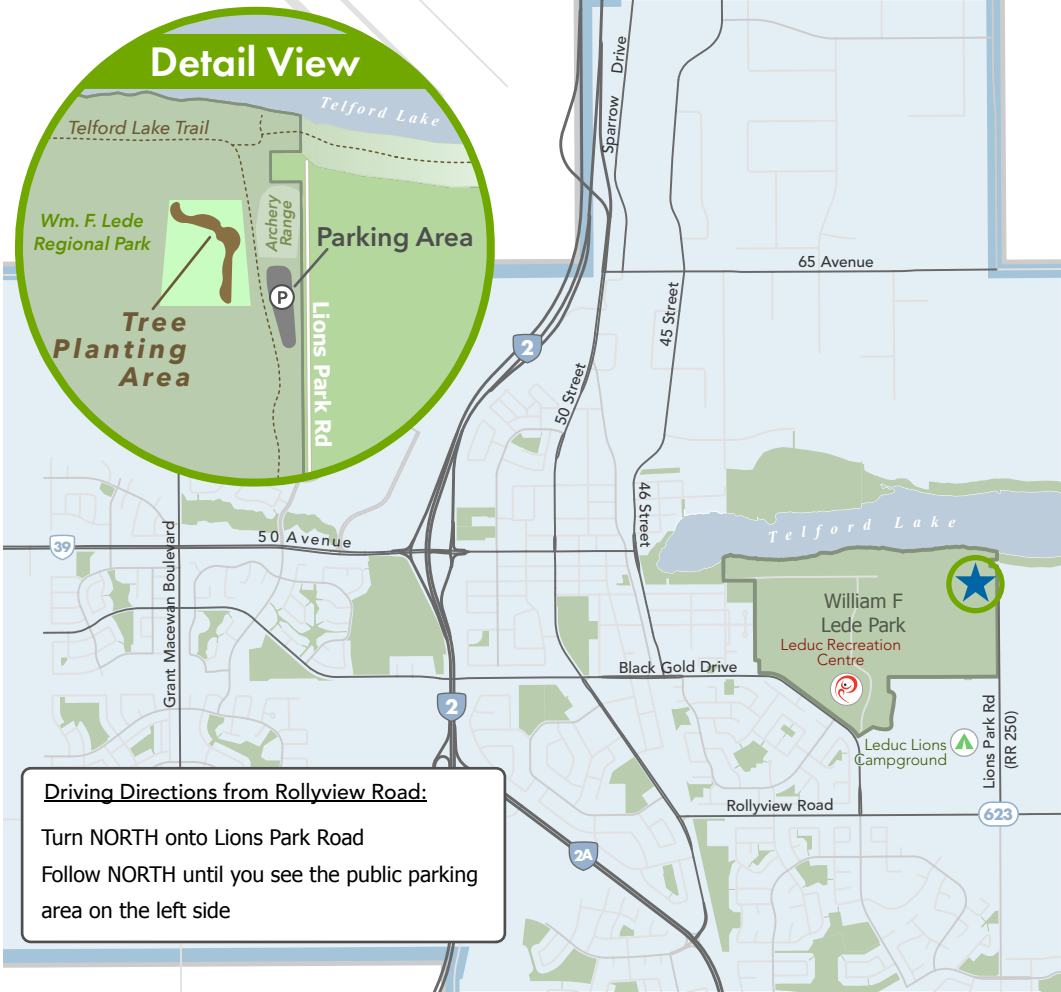 Detail View
Telford Lake
Telford Lake Trail
Wm. F. Lede
Regional Park
Archery
Range
Parking Area
P
Tree
Planting
Area
Lions Park Rd
Sparrow Drive
65 Avenue
45 Street
2
50 Street
46 Street
39
50 Avenue
Telford Lake
Grant Macewan Boulevard
William F
Lede Park
Leduc Recreation
Centre
Black Gold Drive
2
Leduc Lions
Campground
Lions Park Rd
(RR 250)
Rollyview Road
623
2A
Driving Directions from Rollyview Road:
Turn NORTH onto Lions Park Road
Follow NORTH until you see the public parking
area on the left side